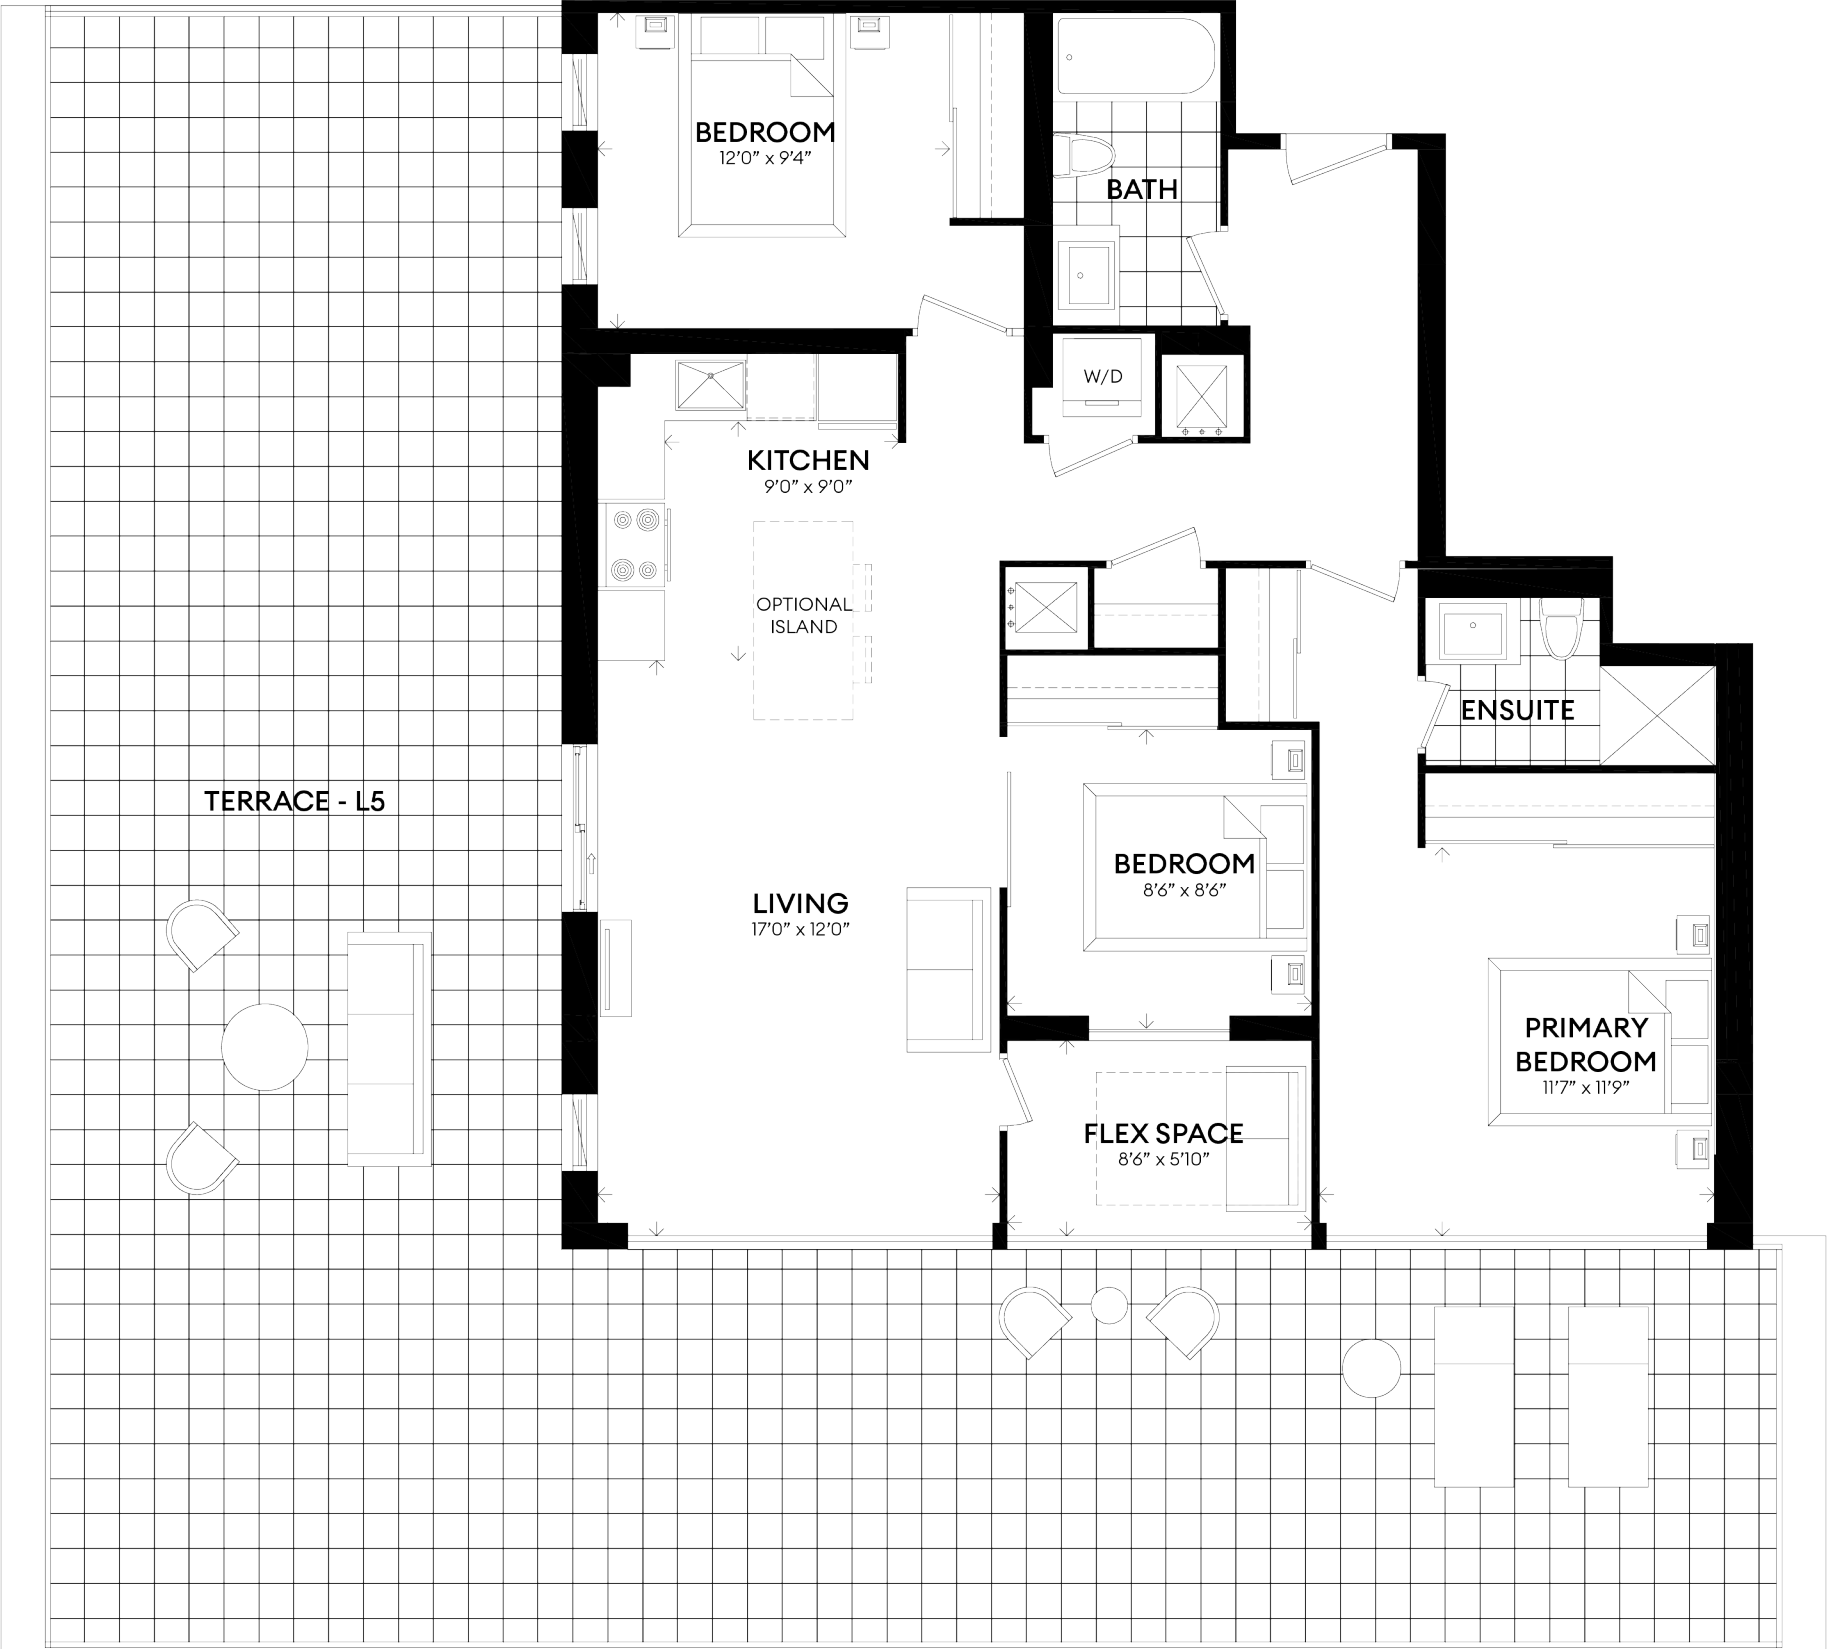 BEDROOM
12’0” x 9’4”
BATH
W/D
KITCHEN
9’0” x 9’0”
OPTIONAL
ISLAND
ENSUITE
TERRACE - L5
BEDROOM
8’6” x 8’6”
LIVING
17’0” x 12’0”
PRIMARY
BEDROOM
11’7” x 11’9”
FLEX SPACE
8’6” x 5’10”